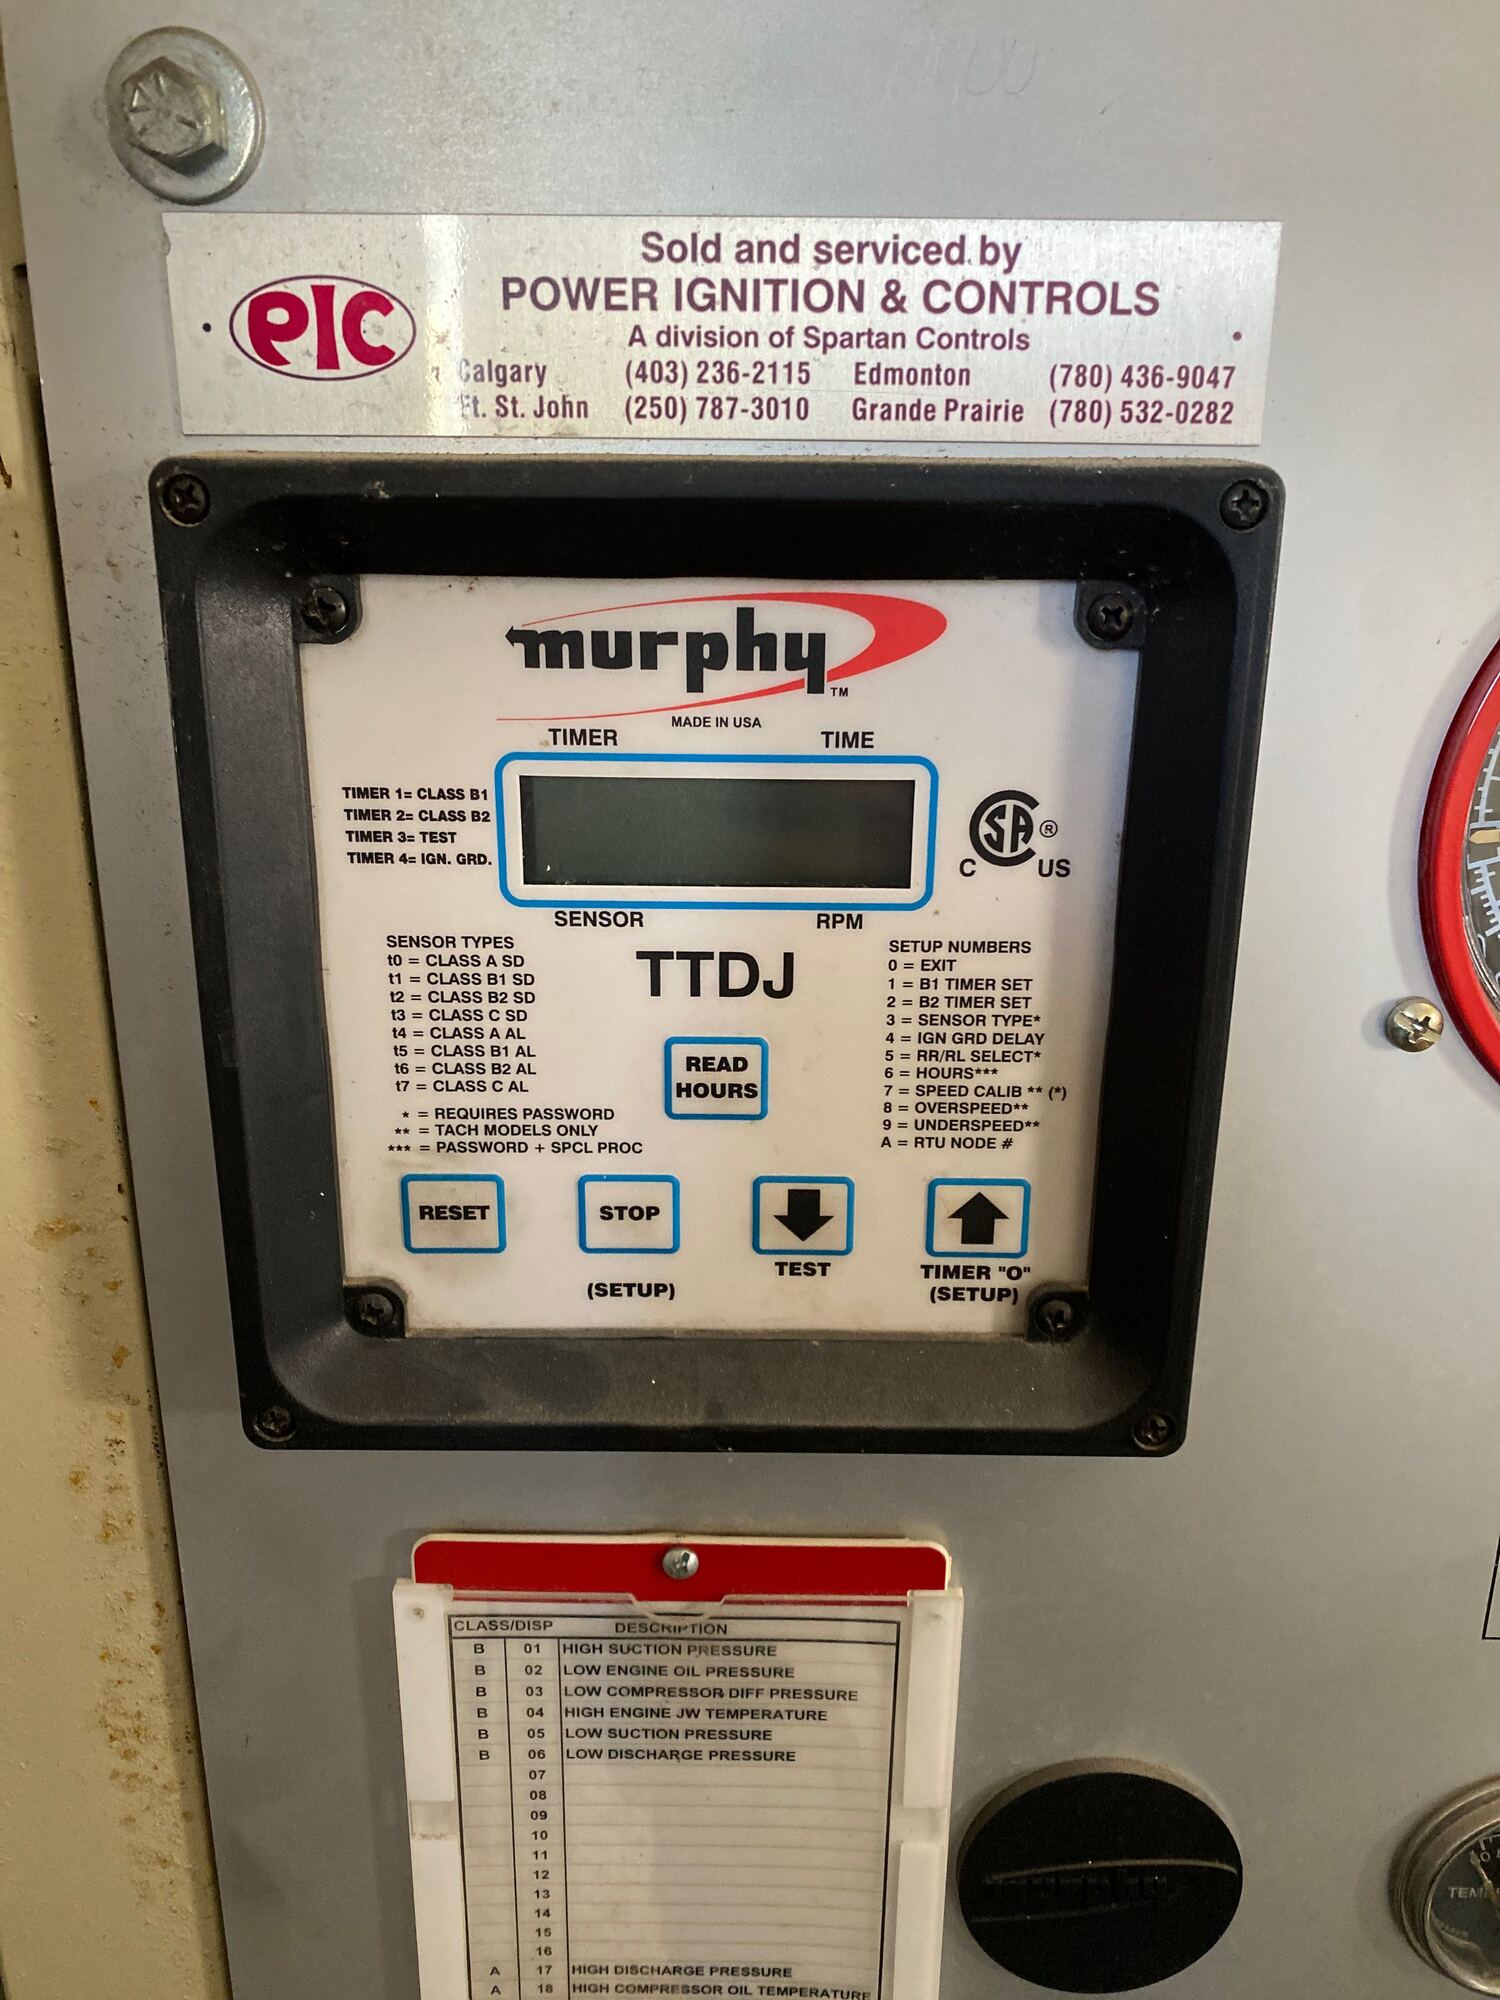 PIC
Sold and serviced by
POWER IGNITION & CONTROLS
A division of Spartan Controls
Calgary (403) 236-2115 Edmonton (780) 436-9047
Ft. St. John (250) 787-3010 Grande Prairie (780) 532-0282
murphy TM
MADE IN USA
TIMER TIME
TIMER 1= CLASS B1
TIMER 2= CLASS B2
TIMER 3= TEST
TIMER 4= IGN. GRD.
CSA ®
C US
SENSOR RPM
TTDJ
SENSOR TYPES
t0 = CLASS A SD
t1 = CLASS B1 SD
t2 = CLASS B2 SD
t3 = CLASS C SD
t4 = CLASS A AL
t5 = CLASS B1 AL
t6 = CLASS B2 AL
t7 = CLASS C AL
* = REQUIRES PASSWORD
** = TACH MODELS ONLY
*** = PASSWORD + SPCL PROC
READ
HOURS
SETUP NUMBERS
0 = EXIT
1 = B1 TIMER SET
2 = B2 TIMER SET
3 = SENSOR TYPE*
4 = IGN GRD DELAY
5 = RR/RL SELECT*
6 = HOURS***
7 = SPEED CALIB ** (*)
8 = OVERSPEED**
9 = UNDERSPEED**
A = RTU NODE #
RESET
STOP
(SETUP)
TEST
TIMER "O"
(SETUP)
CLASS/DISP DESCRIPTION
B 01 HIGH SUCTION PRESSURE
B 02 LOW ENGINE OIL PRESSURE
B 03 LOW COMPRESSOR DIFF PRESSURE
B 04 HIGH ENGINE JW TEMPERATURE
B 05 LOW SUCTION PRESSURE
B 06 LOW DISCHARGE PRESSURE
07
08
09
10
11
12
13
14
15
16
A 17 HIGH DISCHARGE PRESSURE
A 18 HIGH COMPRESSOR OIL TEMPERATURE
murphy